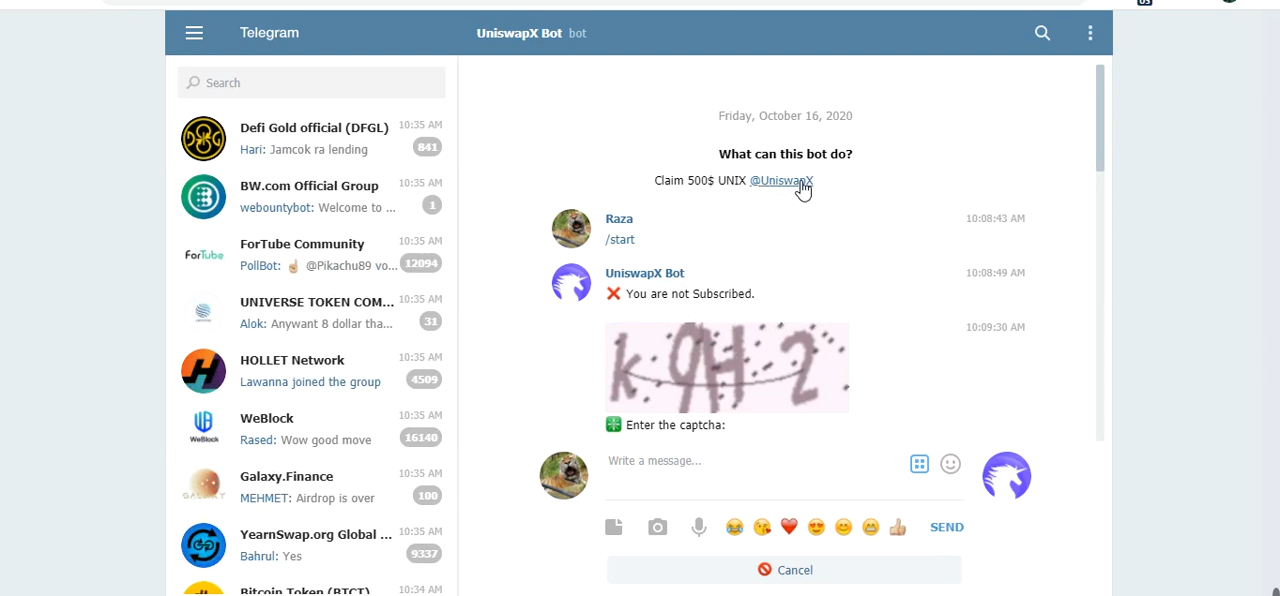 03
Telegram
UniswapX Bot bot
Search
Friday, October 16, 2020
What can this bot do?
Claim 500$ UNIX @UniswapX
Defi Gold official (DFGL) 10:35 AM
Hari: Jamcok ra lending 841
BW.com Official Group 10:35 AM
webountybot: Welcome to ... 1
ForTube
ForTube Community 10:35 AM
PollBot: ☝🏼 @Pikachu89 vo... 12094
UNIVERSE TOKEN COM... 10:35 AM
Alok: Anywant 8 dollar tha... 31
HOLLET Network 10:35 AM
Lawanna joined the group 4509
WeBlock
WeBlock 10:35 AM
Rased: Wow good move 16140
GALAXY
Galaxy.Finance 10:35 AM
MEHMET: Airdrop is over 100
YearnSwap.org Global ... 10:35 AM
Bahrul: Yes 9337
Bitcoin Token (BTCT) 10:34 AM
Raza 10:08:43 AM
/start
UniswapX Bot 10:08:49 AM
❌ You are not Subscribed.
10:09:30 AM
k9H2
✳️ Enter the captcha:
Write a message...
SEND
🚫 Cancel